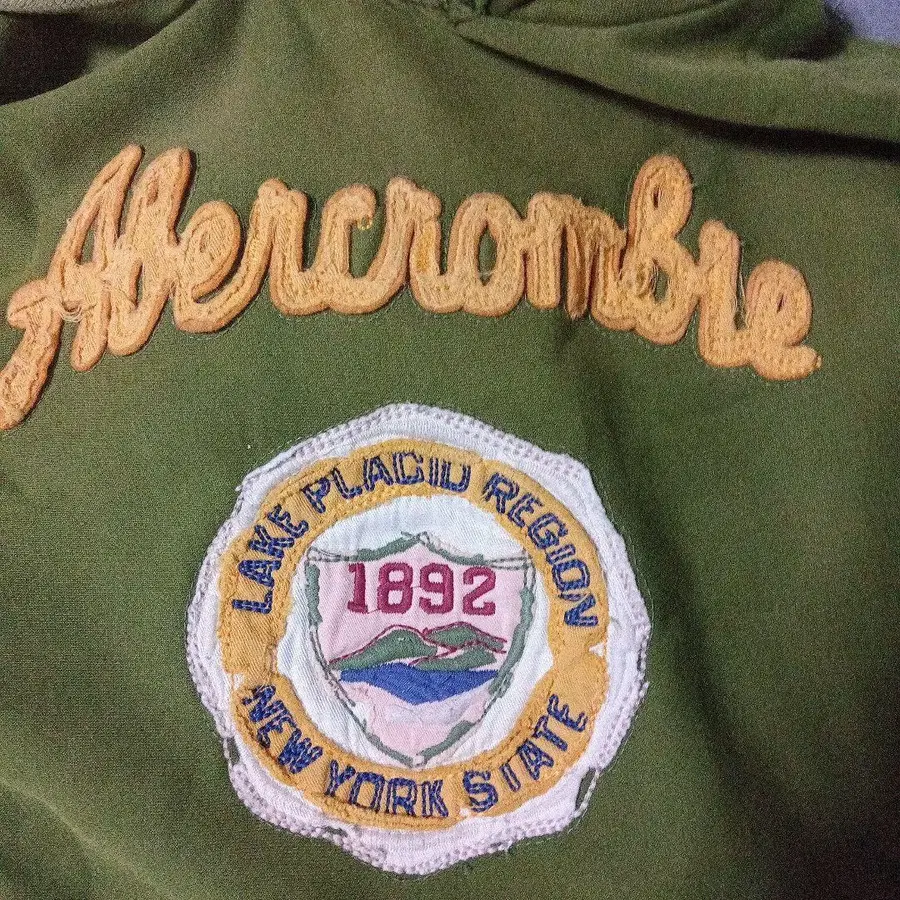 Abercrombie
LAKE PLACID REGION
1892
NEW YORK STATE